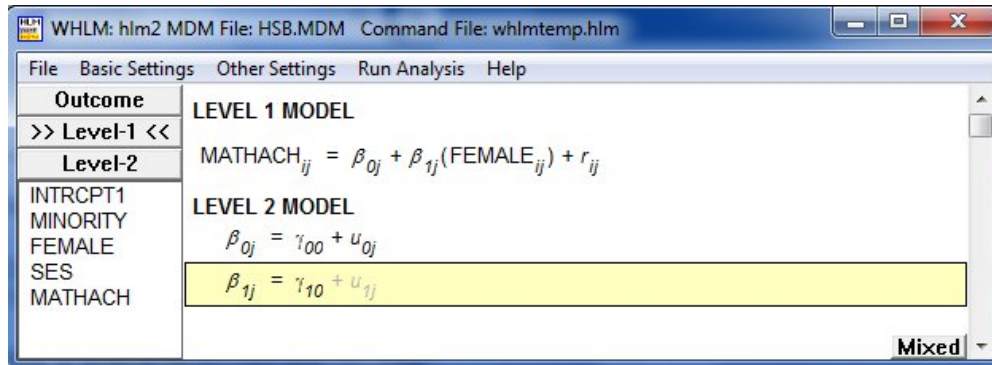 WHLM: hlm2 MDM File: HSB.MDM Command File: whlmtemp.hlm
File Basic Settings Other Settings Run Analysis Help
Outcome
>> Level-1 <<
Level-2
INTRCPT1
MINORITY
FEMALE
SES
MATHACH
LEVEL 1 MODEL
MATHACH_ij = β_0j + β_1j(FEMALE_ij) + r_ij
LEVEL 2 MODEL
β_0j = γ_00 + u_0j
β_1j = γ_10 + u_1j
Mixed